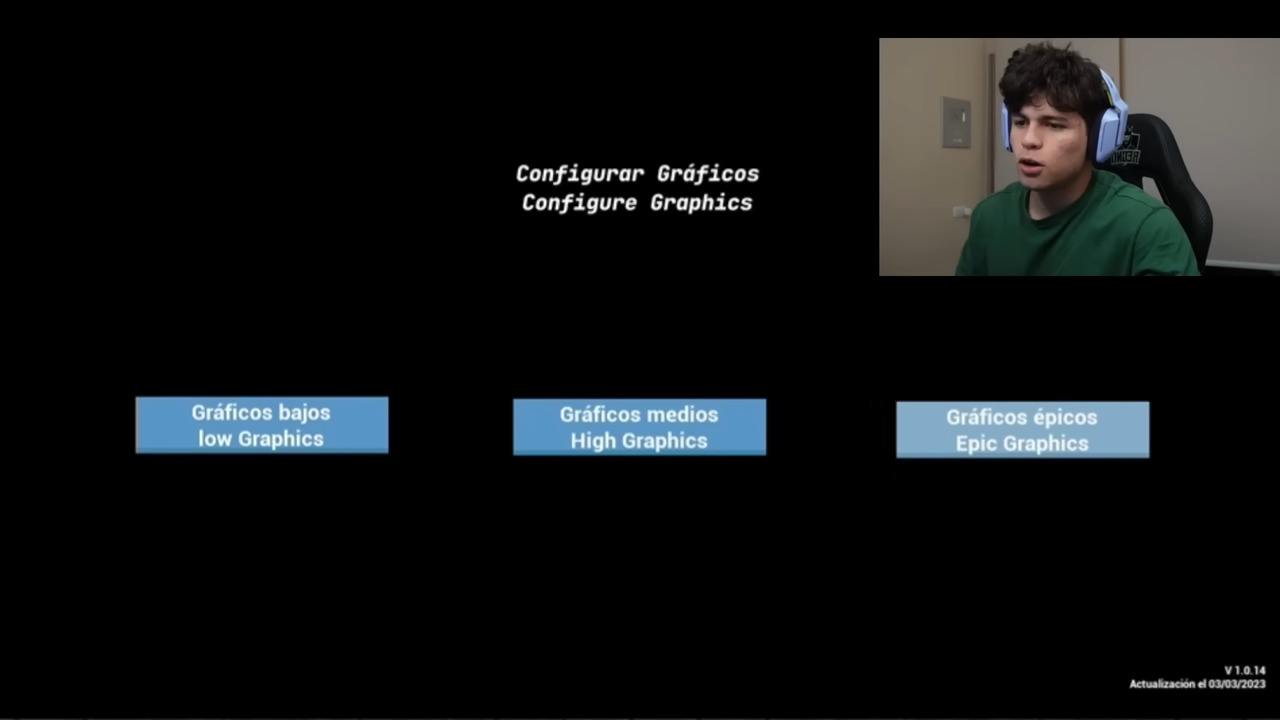 Configurar Gráficos
Configure Graphics
Gráficos bajos
low Graphics
Gráficos medios
High Graphics
Gráficos épicos
Epic Graphics
V 1.0.14
Actualización el 03/03/2023